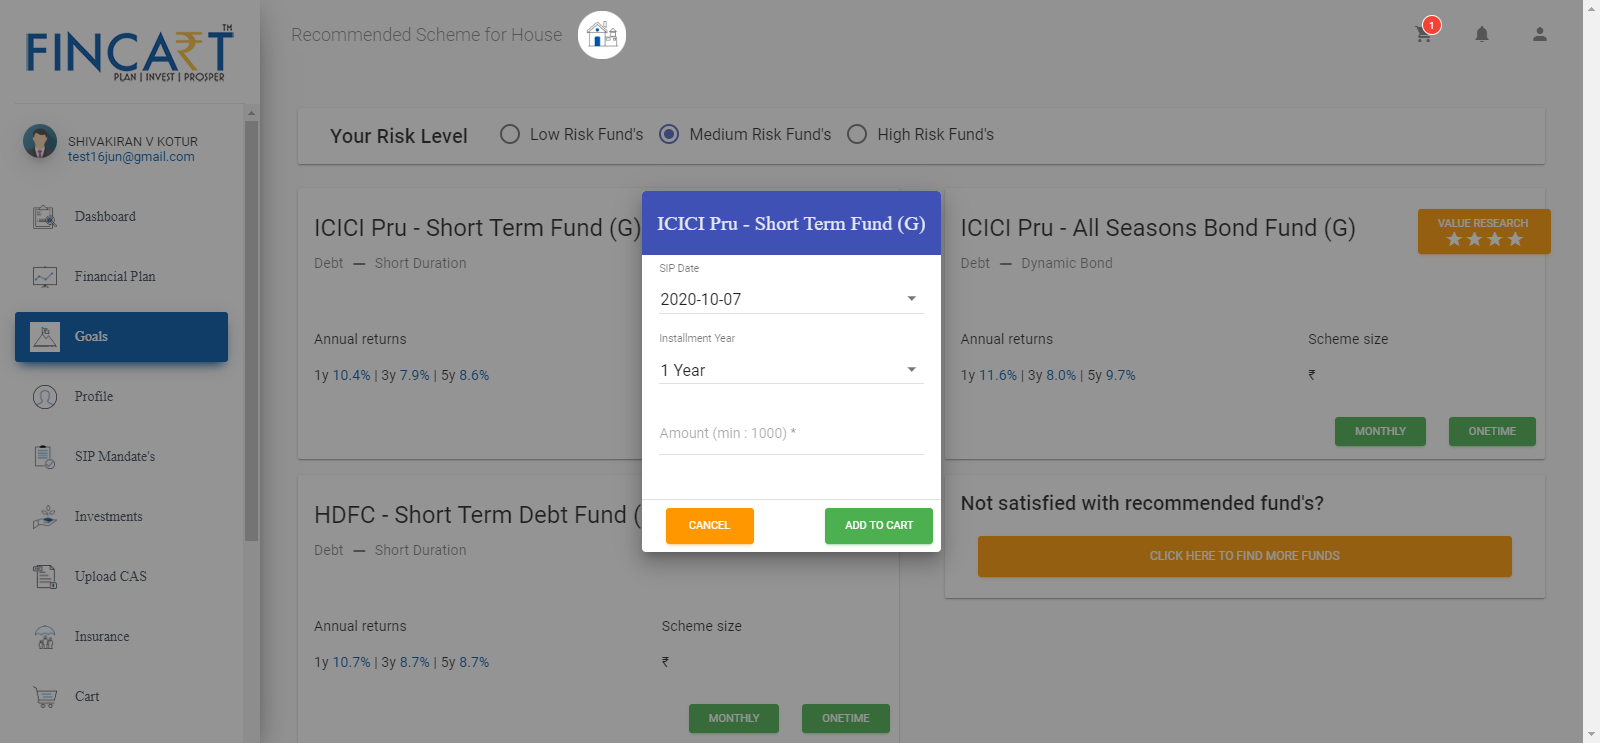 FINCART
TM
PLAN | INVEST | PROSPER
SHIVAKIRAN V KOTUR
test16jun@gmail.com
Dashboard
Financial Plan
Goals
Profile
SIP Mandate's
Investments
Upload CAS
Insurance
Cart
Recommended Scheme for House
1
Your Risk Level
Low Risk Fund's
Medium Risk Fund's
High Risk Fund's
ICICI Pru - Short Term Fund (G)
Debt — Short Duration
Annual returns
1y 10.4% | 3y 7.9% | 5y 8.6%
ICICI Pru - All Seasons Bond Fund (G)
Debt — Dynamic Bond
VALUE RESEARCH
Annual returns
Scheme size
1y 11.6% | 3y 8.0% | 5y 9.7%
₹
MONTHLY
ONETIME
ICICI Pru - Short Term Fund (G)
SIP Date
2020-10-07
Installment Year
1 Year
Amount (min : 1000) *
CANCEL
ADD TO CART
HDFC - Short Term Debt Fund (
Debt — Short Duration
Annual returns
Scheme size
1y 10.7% | 3y 8.7% | 5y 8.7%
₹
MONTHLY
ONETIME
Not satisfied with recommended fund's?
CLICK HERE TO FIND MORE FUNDS